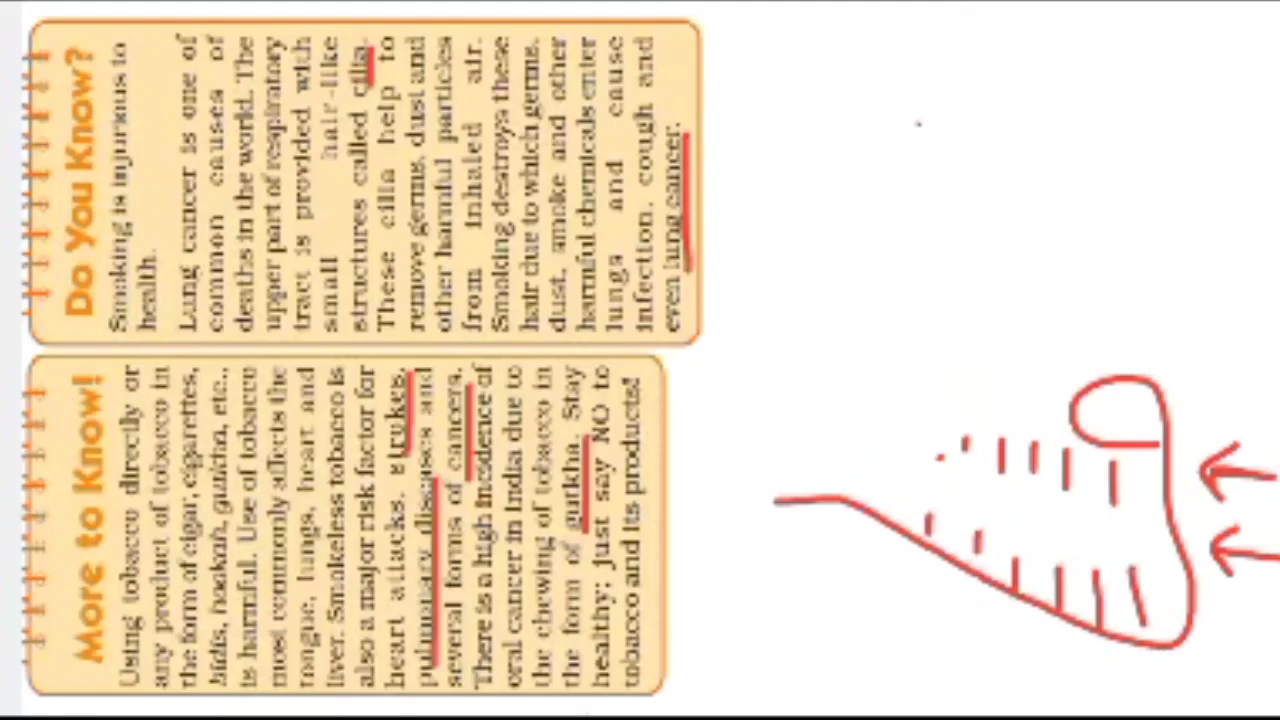 More to Know!
Using tobacco directly or
any product of tobacco in
the form of cigar, cigarettes,
bidis, hookah, gutkha, etc.,
is harmful. Use of tobacco
most commonly affects the
tongue, lungs, heart and
liver. Smokeless tobacco is
also a major risk factor for
heart attacks, strokes,
pulmonary diseases and
several forms of cancers.
There is a high incidence of
oral cancer in India due to
the chewing of tobacco in
the form of gutkha. Stay
healthy; just say NO to
tobacco and its products!
Do You Know?
Smoking is injurious to
health.
Lung cancer is one of
common causes of
deaths in the world. The
upper part of respiratory
tract is provided with
small hair-like
structures called cilia.
These cilia help to
remove germs, dust and
other harmful particles
from inhaled air.
Smoking destroys these
hair due to which germs,
dust, smoke and other
harmful chemicals enter
lungs and cause
infection, cough and
even lung cancer.